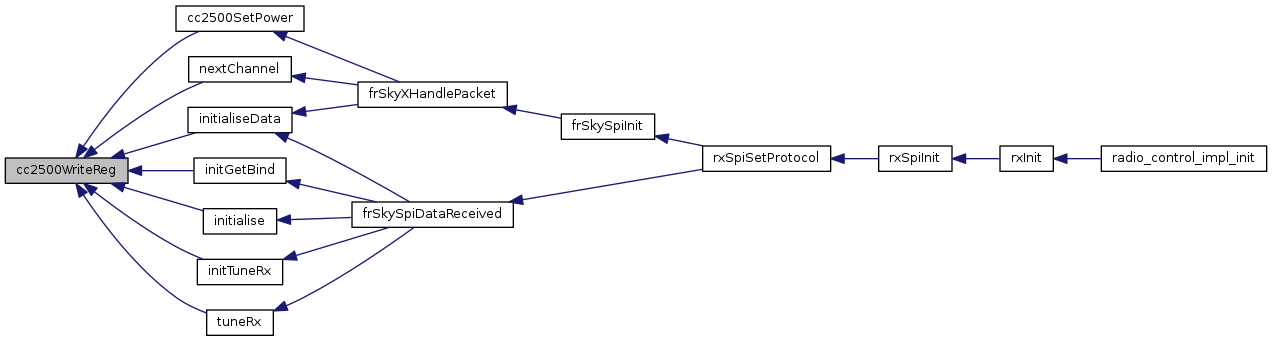 cc2500SetPower
nextChannel
frSkyXHandlePacket
initialiseData
frSkySpiInit
rxSpiSetProtocol
rxSpiInit
rxInit
radio_control_impl_init
cc2500WriteReg
initGetBind
initialise
frSkySpiDataReceived
initTuneRx
tuneRx